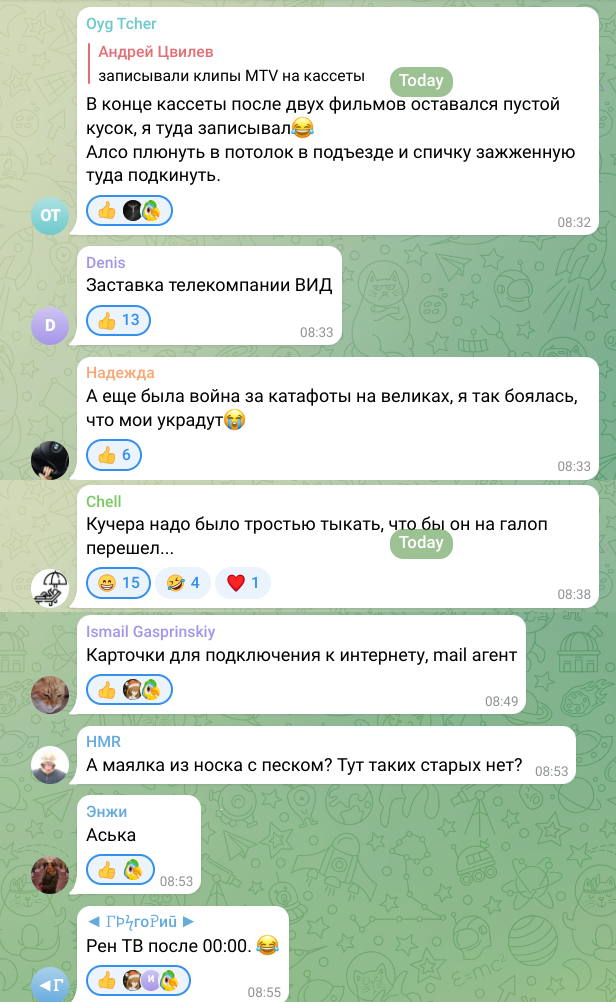 Oyg Tcher
Андрей Цвилев
записывали клипы MTV на кассеты
Today
В конце кассеты после двух фильмов оставался пустой
кусок, я туда записывал😂
Алсо плюнуть в потолок в подъезде и спичку зажженную
туда подкинуть.
OT
08:32
Denis
Заставка телекомпании ВИД
D
13
08:33
Надежда
А еще была война за катафоты на великах, я так боялась,
что мои украдут😭
6
08:33
Chell
Кучера надо было тростью тыкать, что бы он на галоп
перешел...
Today
15 4 1
08:38
Ismail Gasprinskiy
Карточки для подключения к интернету, mail агент
08:49
HMR
А маялка из носка с песком? Тут таких старых нет?
08:53
Энжи
Аська
08:53
Рен ТВ после 00:00. 😂
◄Г
И
08:55